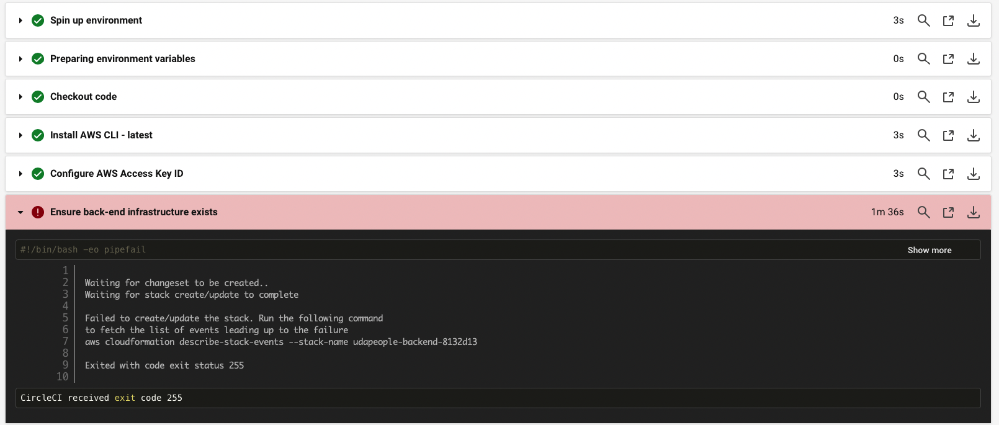 Spin up environment 3s
Preparing environment variables 0s
Checkout code 0s
Install AWS CLI - latest 3s
Configure AWS Access Key ID 3s
Ensure back-end infrastructure exists 1m 36s
#!/bin/bash -eo pipefail Show more
1
2 Waiting for changeset to be created..
3 Waiting for stack create/update to complete
4
5 Failed to create/update the stack. Run the following command
6 to fetch the list of events leading up to the failure
7 aws cloudformation describe-stack-events --stack-name udapeople-backend-8132d13
8
9 Exited with code exit status 255
10
CircleCI received exit code 255